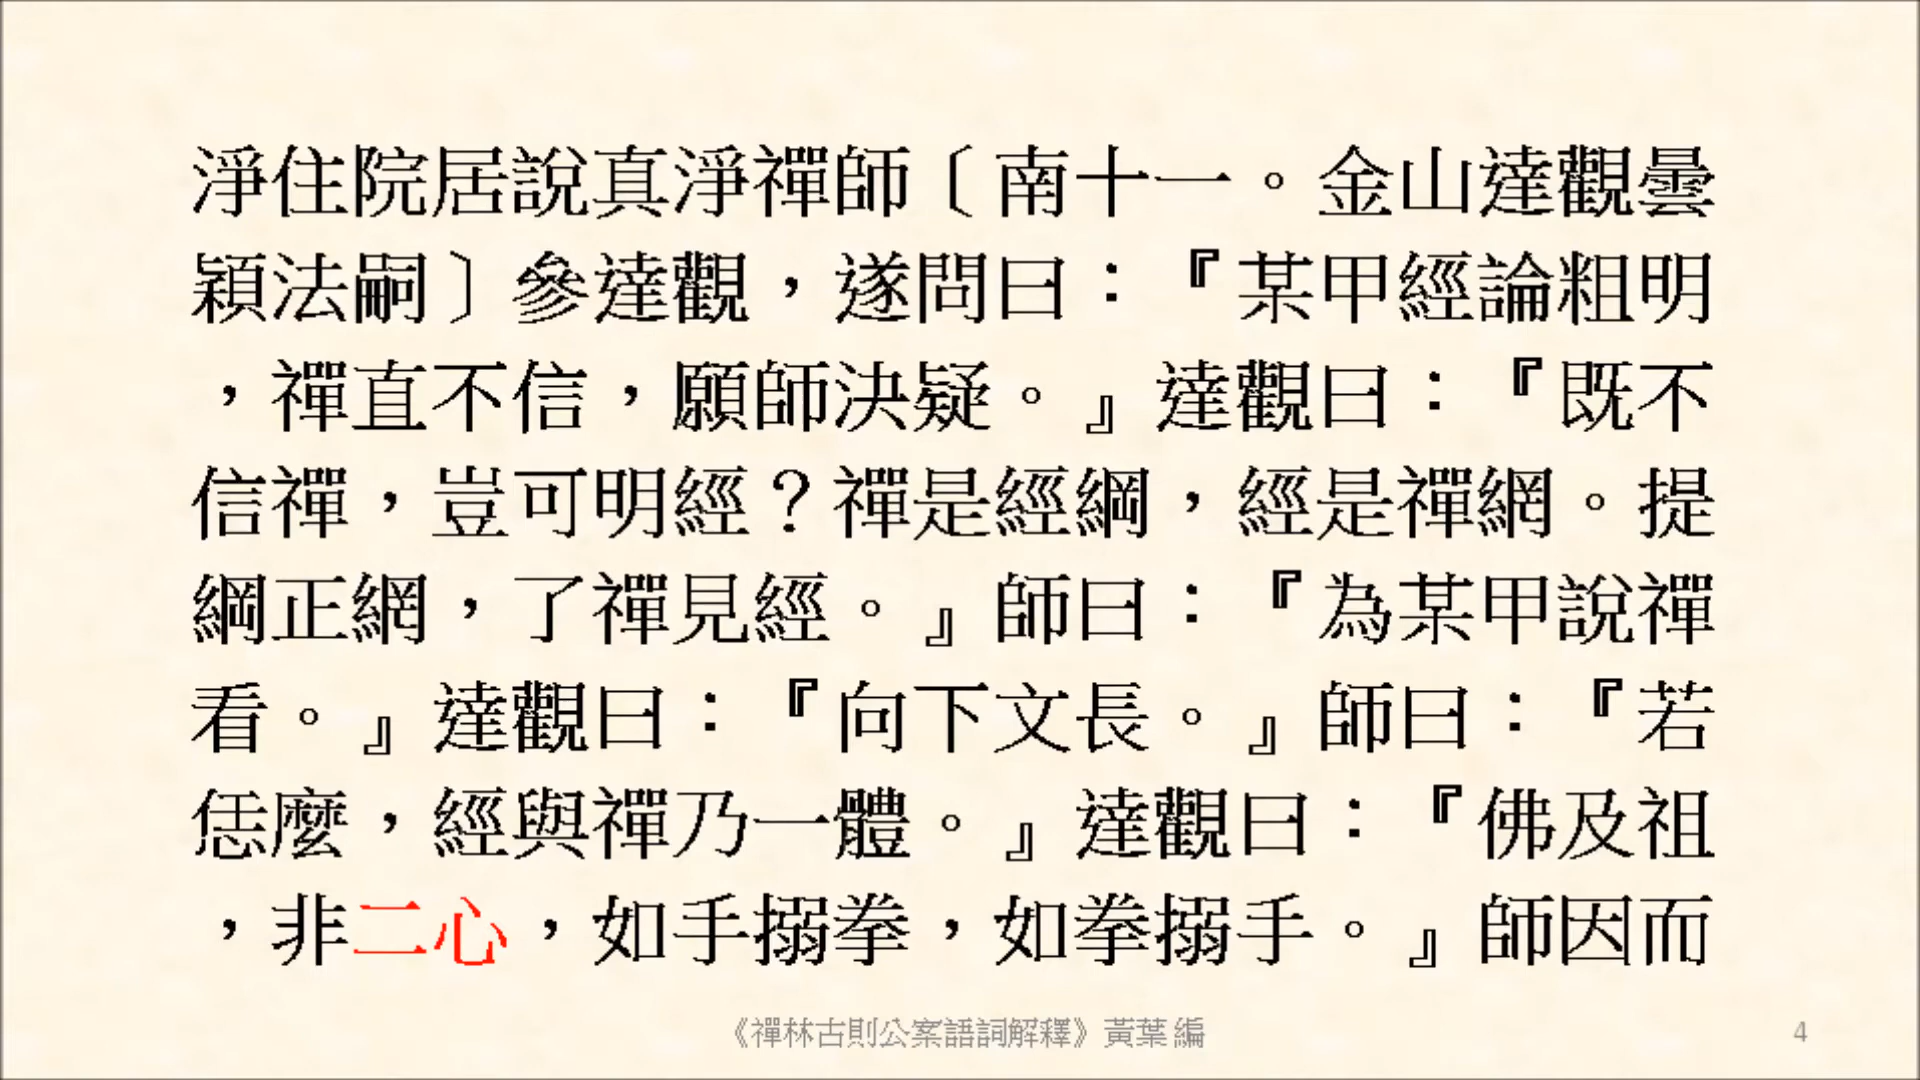 淨住院居說真淨禪師〔南十一。金山達觀曇
穎法嗣〕參達觀，遂問曰：『某甲經論粗明
，禪直不信，願師決疑。』達觀曰：『既不
信禪，豈可明經？禪是經綱，經是禪網。提
綱正網，了禪見經。』師曰：『為某甲說禪
看。』達觀曰：『向下文長。』師曰：『若
恁麼，經與禪乃一體。』達觀曰：『佛及祖
，非二心，如手搦拳，如拳搦手。』師因而
《禪林古則公案語詞解釋》黃葉 編
4